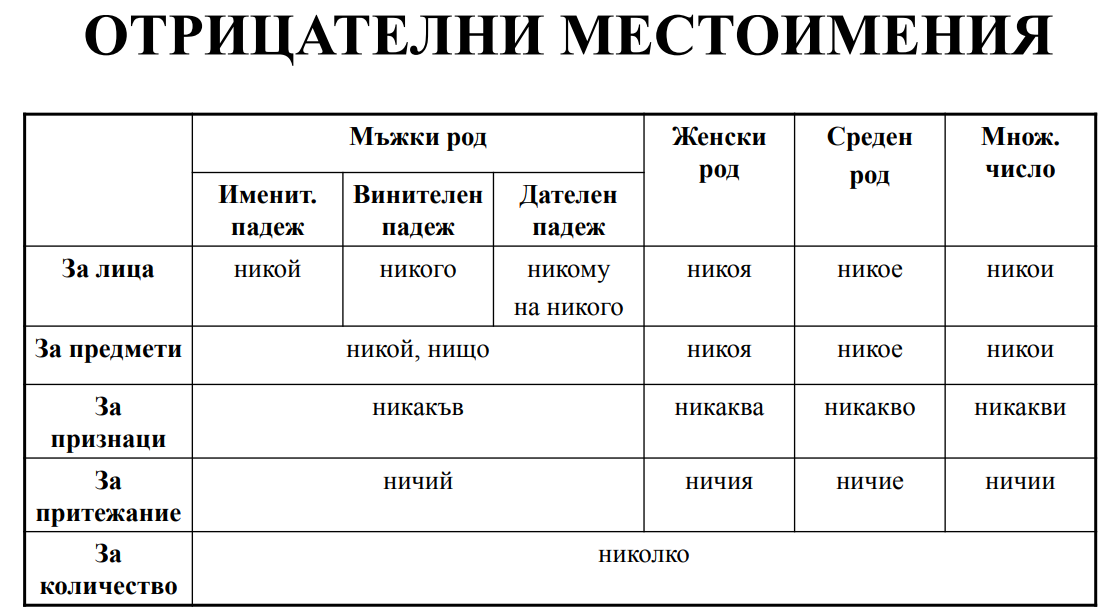 ОТРИЦАТЕЛНИ МЕСТОИМЕНИЯ
Мъжки род
Женски
род
Среден
род
Множ.
число
Именит.
падеж
Винителен
падеж
Дателен
падеж
За лица
никой
никого
никому
на никого
никоя
никое
никои
За предмети
никой, нищо
никоя
никое
никои
За
признаци
никакъв
никаква
никакво
никакви
За
притежание
ничий
ничия
ничие
ничии
За
количество
николко